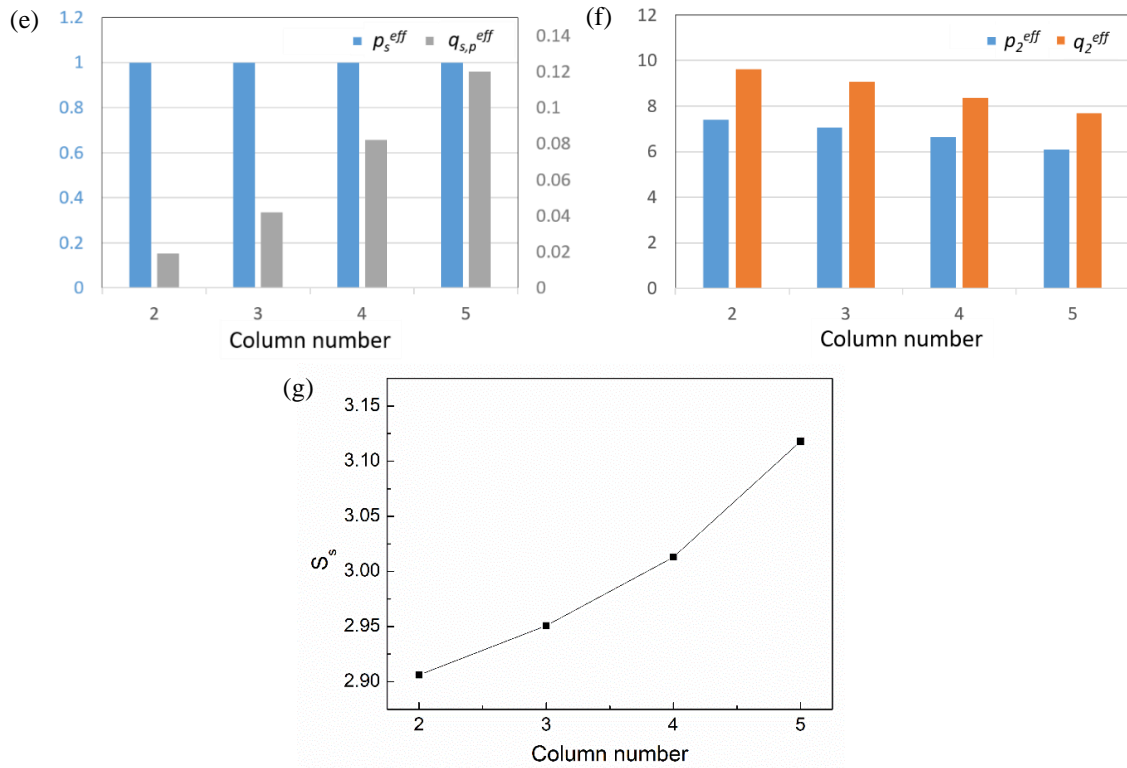 (e)
1.2
1
0.8
0.6
0.4
0.2
0
p_s^eff q_s,p^eff
0.14
0.12
0.1
0.08
0.06
0.04
0.02
0
2 3 4 5
Column number
(f)
12
10
8
6
4
2
0
p_2^eff q_2^eff
2 3 4 5
Column number
(g)
3.15
3.10
3.05
3.00
2.95
2.90
S_s
2 3 4 5
Column number